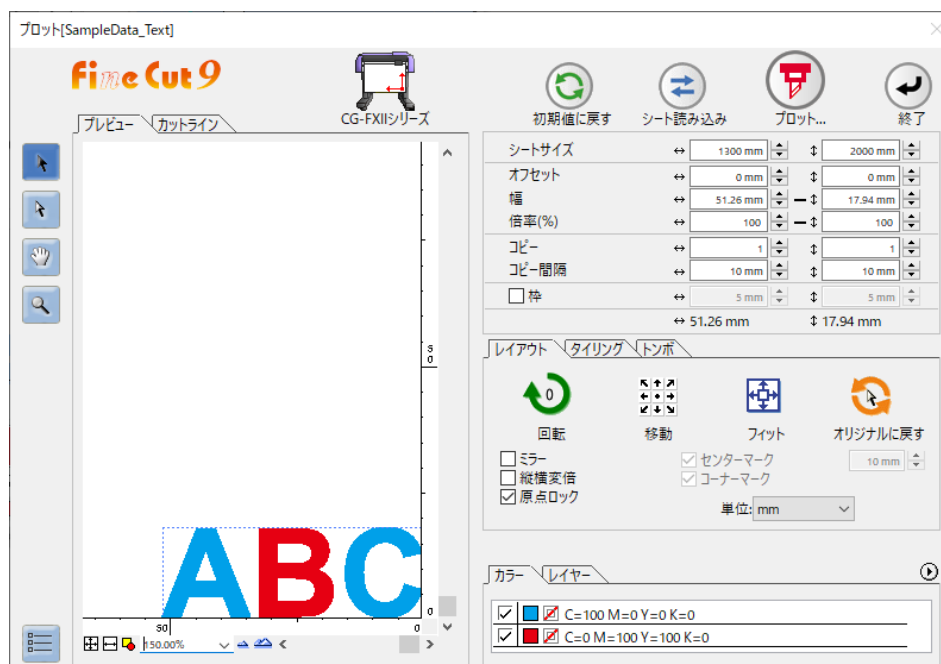 プロット[SampleData_Text]
Fine Cut 9
CG-FXIIシリーズ
初期値に戻す
シート読み込み
プロット...
終了
プレビュー
カットライン
シートサイズ 1300 mm 2000 mm
オフセット 0 mm 0 mm
幅 51.26 mm 17.94 mm
倍率(%) 100 100
コピー 1 1
コピー間隔 10 mm 10 mm
枠 5 mm 5 mm
51.26 mm 17.94 mm
50
0
ABC
50 0
150.00%
レイアウト タイリング トンボ
0
回転 移動 フィット オリジナルに戻す
ミラー センターマーク 10 mm
縦横変倍 コーナーマーク
原点ロック
単位: mm
カラー レイヤー
C=100 M=0 Y=0 K=0
C=0 M=100 Y=100 K=0